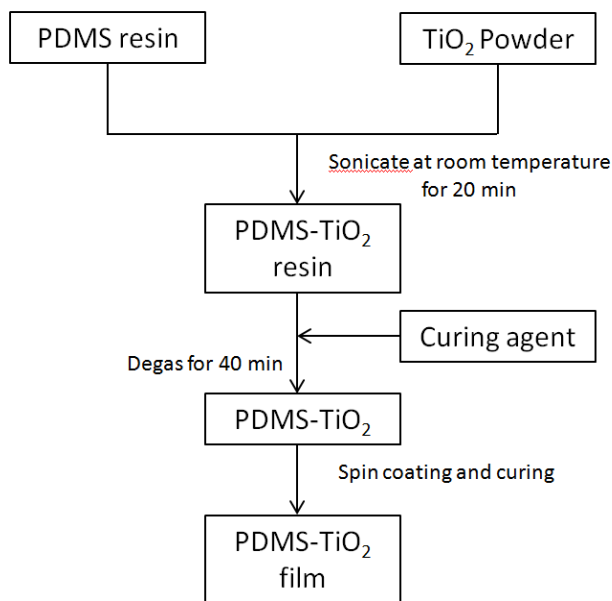 PDMS resin
TiO₂ Powder
Sonicate at room temperature
for 20 min
PDMS-TiO₂
resin
Curing agent
Degas for 40 min
PDMS-TiO₂
Spin coating and curing
PDMS-TiO₂
film